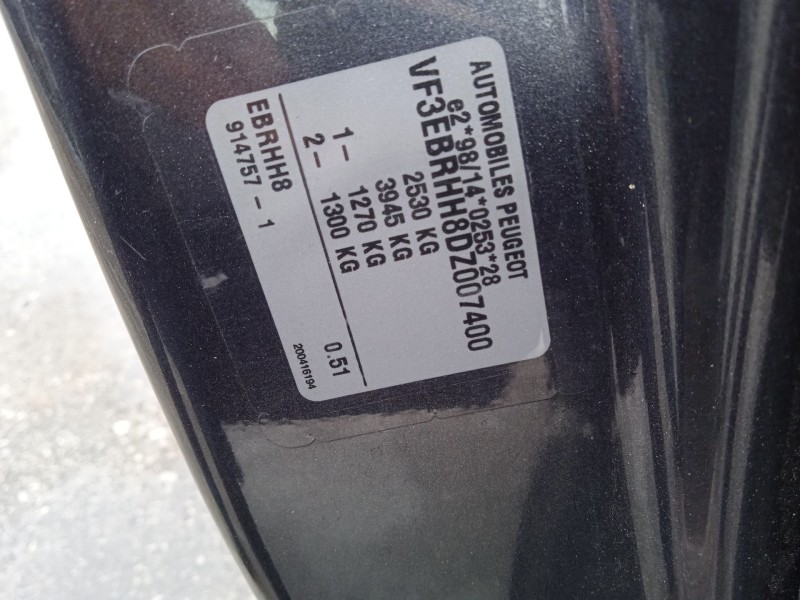 AUTOMOBILES PEUGEOT
e2*98/14*0253*28
VF3EBRHH8DZ007400
2530 KG
3945 KG
1- 1270 KG
2- 1300 KG
0.51
EBRHH8
914757 - 1
200416194